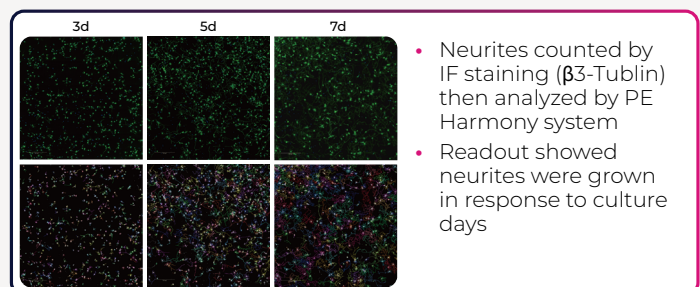 3d
5d
7d
• Neurites counted by
IF staining (β3-Tublin)
then analyzed by PE
Harmony system
• Readout showed
neurites were grown
in response to culture
days